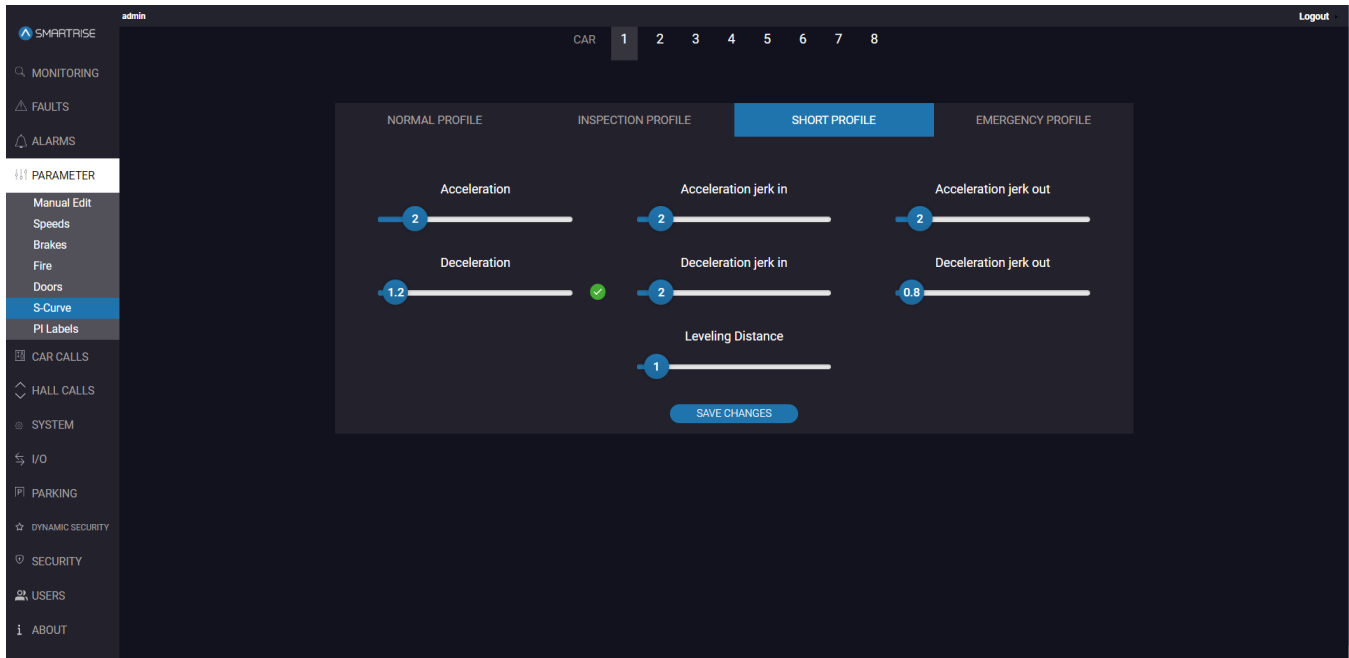 admin
Logout
SMARTRISE
CAR 1 2 3 4 5 6 7 8
MONITORING
FAULTS
ALARMS
PARAMETER
Manual Edit
Speeds
Brakes
Fire
Doors
S-Curve
PI Labels
CAR CALLS
HALL CALLS
SYSTEM
I/O
P PARKING
DYNAMIC SECURITY
SECURITY
USERS
i ABOUT
NORMAL PROFILE INSPECTION PROFILE SHORT PROFILE EMERGENCY PROFILE
Acceleration Acceleration jerk in Acceleration jerk out
2 2 2
Deceleration Deceleration jerk in Deceleration jerk out
1.2 2 0.8
Leveling Distance
1
SAVE CHANGES